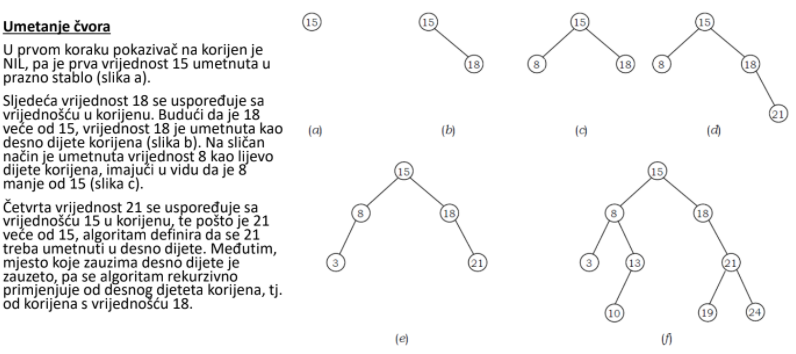 Umetanje čvora
U prvom koraku pokazivač na korijen je
NIL, pa je prva vrijednost 15 umetnuta u
prazno stablo (slika a).
Sljedeća vrijednost 18 se uspoređuje sa
vrijednošću u korijenu. Budući da je 18
veće od 15, vrijednost 18 je umetnuta kao
desno dijete korijena (slika b). Na sličan
način je umetnuta vrijednost 8 kao lijevo
dijete korijena, imajući u vidu da je 8
manje od 15 (slika c).
Četvrta vrijednost 21 se uspoređuje sa
vrijednošću 15 u korijenu, te pošto je 21
veće od 15, algoritam definira da se 21
treba umetnuti u desno dijete. Međutim,
mjesto koje zauzima desno dijete je
zauzeto, pa se algoritam rekurzivno
primjenjuje od desnog djeteta korijena, tj.
od korijena s vrijednošću 18.
15
(a)
15
18
(b)
15
8 18
(c)
15
8 18
21
(d)
15
8 18
3 21
(e)
15
8 18
3 13 21
10 19 24
(f)